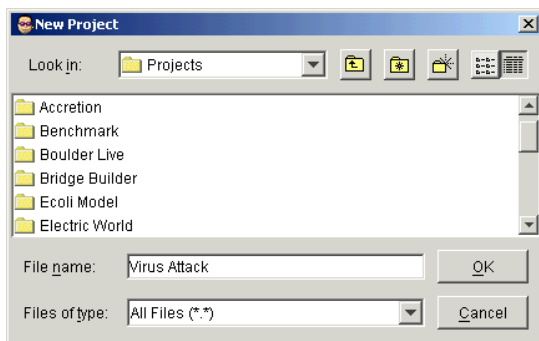 New Project
Look in: Projects
Accretion
Benchmark
Boulder Live
Bridge Builder
Ecoli Model
Electric World
File name: Virus Attack OK
Files of type: All Files (*.*) Cancel